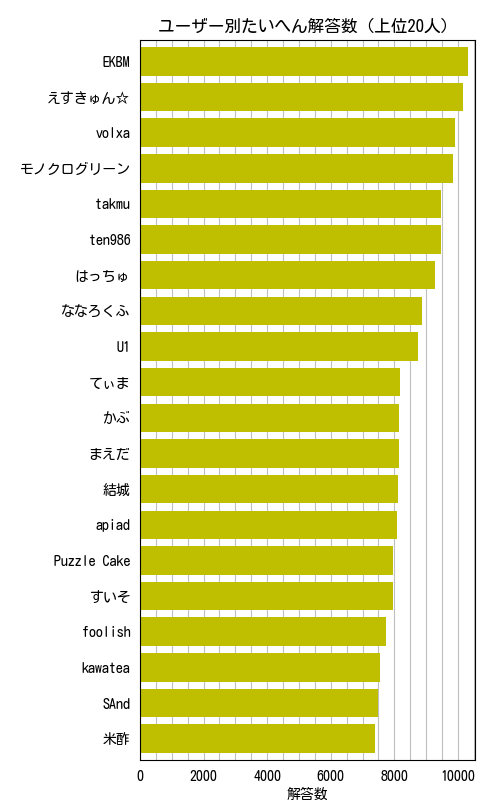 ユーザー別たいへん解答数（上位20人）
EKBM
えすきゅん☆
volxa
モノクログリーン
takmu
ten986
はっちゅ
ななろくふ
U1
てぃま
かぶ
まえだ
結城
apiad
Puzzle Cake
すいそ
foolish
kawatea
SAnd
米酢
0 2000 4000 6000 8000 10000
解答数